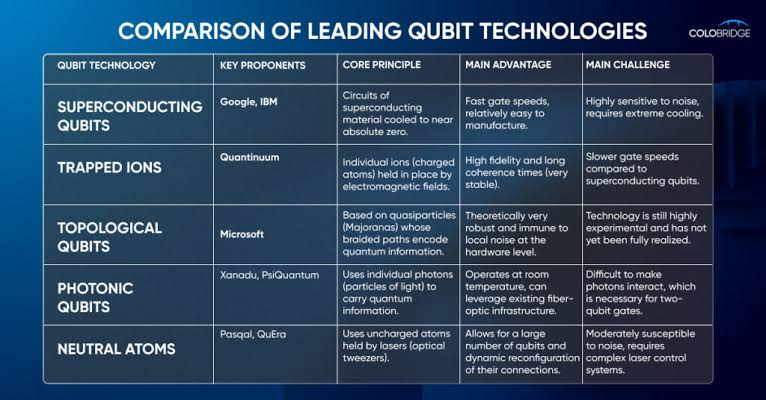 COMPARISON OF LEADING QUBIT TECHNOLOGIES
COLOBRIDGE
QUBIT TECHNOLOGY
KEY PROPONENTS
CORE PRINCIPLE
MAIN ADVANTAGE
MAIN CHALLENGE
SUPERCONDUCTING
QUBITS
Google, IBM
Circuits of
superconducting
material cooled to near
absolute zero.
Fast gate speeds,
relatively easy to
manufacture.
Highly sensitive to noise,
requires extreme cooling.
TRAPPED IONS
Quantinuum
Individual ions (charged
atoms) held in place by
electromagnetic fields.
High fidelity and long
coherence times (very
stable).
Slower gate speeds
compared to
superconducting qubits.
TOPOLOGICAL
QUBITS
Microsoft
Based on quasiparticles
(Majoranas) whose
braided paths encode
quantum information.
Theoretically very
robust and immune to
local noise at the
hardware level.
Technology is still highly
experimental and has not
yet been fully realized.
PHOTONIC
QUBITS
Xanadu, PsiQuantum
Uses individual photons
(particles of light) to
carry quantum
information.
Operates at room
temperature, can
leverage existing fiber-
optic infrastructure.
Difficult to make
photons interact, which
is necessary for two-
qubit gates.
NEUTRAL ATOMS
Pasqal, QuEra
Uses uncharged atoms
held by lasers (optical
tweezers).
Allows for a large
number of qubits and
dynamic reconfiguration
of their connections.
Moderately susceptible
to noise, requires
complex laser control
systems.